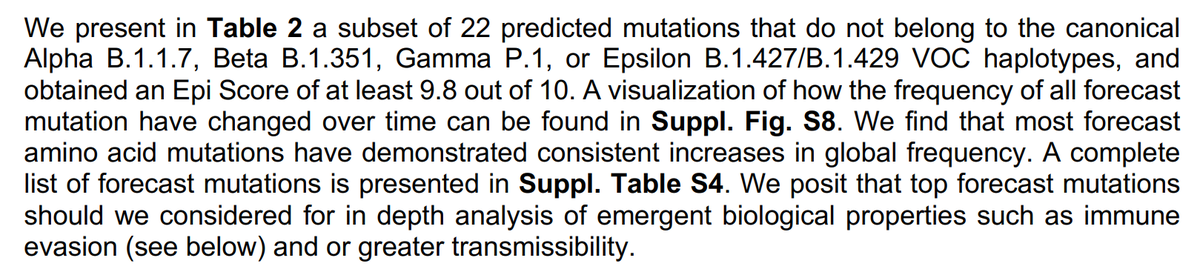 We present in Table 2 a subset of 22 predicted mutations that do not belong to the canonical
Alpha B.1.1.7, Beta B.1.351, Gamma P.1, or Epsilon B.1.427/B.1.429 VOC haplotypes, and
obtained an Epi Score of at least 9.8 out of 10. A visualization of how the frequency of all forecast
mutation have changed over time can be found in Suppl. Fig. S8. We find that most forecast
amino acid mutations have demonstrated consistent increases in global frequency. A complete
list of forecast mutations is presented in Suppl. Table S4. We posit that top forecast mutations
should we considered for in depth analysis of emergent biological properties such as immune
evasion (see below) and or greater transmissibility.